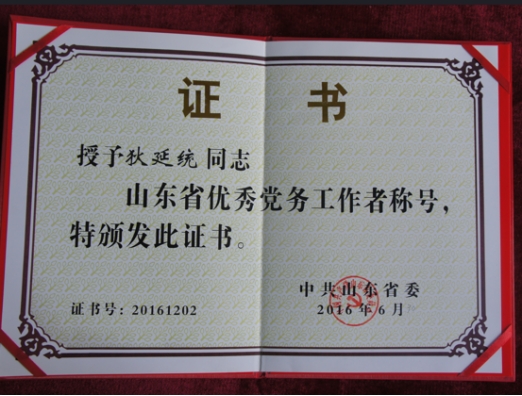 证 书
授予狄延统同志
山东省优秀党务工作者称号，
特颁发此证书。
证书号：20161202
中共山东省委
2016年6月